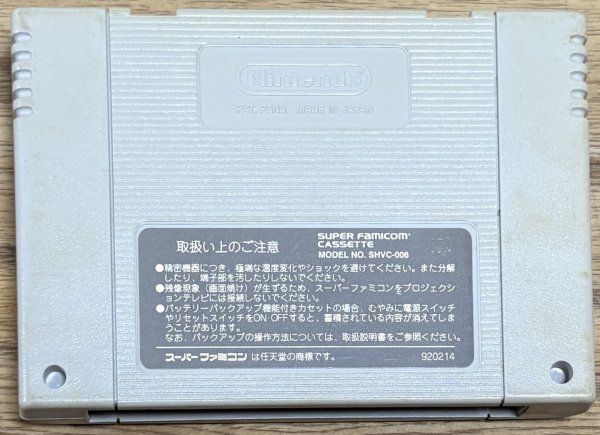 Nintendo
PAT. PEND. MADE IN JAPAN
取扱い上のご注意
SUPER FAMICOM
CASSETTE
MODEL NO. SHVC-006
●精密機器につき、極端な温度変化やショックを避けてください。また分解
したり、端子部を汚したりしないでください。
●残像現象(画面焼け)が生ずるため、スーパーファミコンをプロジェク
ションテレビには接続しないでください。
●バッテリーバックアップ機能付きカセットの場合、むやみに電源スイッチ
やリセットスイッチをON・OFFすると、蓄積されている内容が消えてしま
うことがあります。
なお、バックアップの操作方法については、取扱説明書をご参照ください。
スーパーファミコン は任天堂の商標です。
920214